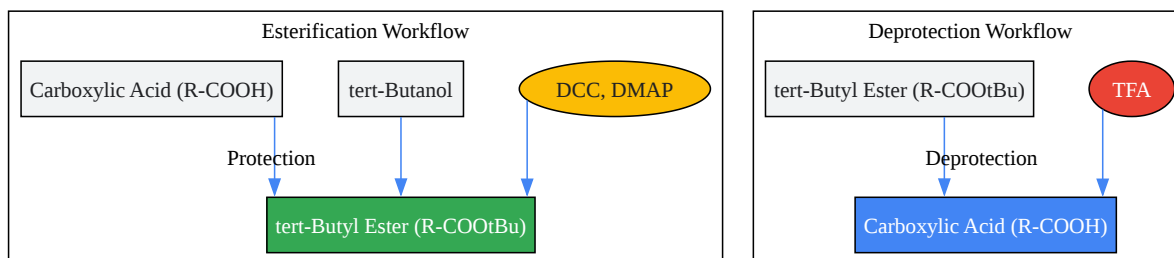 Esterification Workflow
Carboxylic Acid (R-COOH)
tert-Butanol
DCC, DMAP
Protection
tert-Butyl Ester (R-COOtBu)
Deprotection Workflow
tert-Butyl Ester (R-COOtBu)
TFA
Deprotection
Carboxylic Acid (R-COOH)